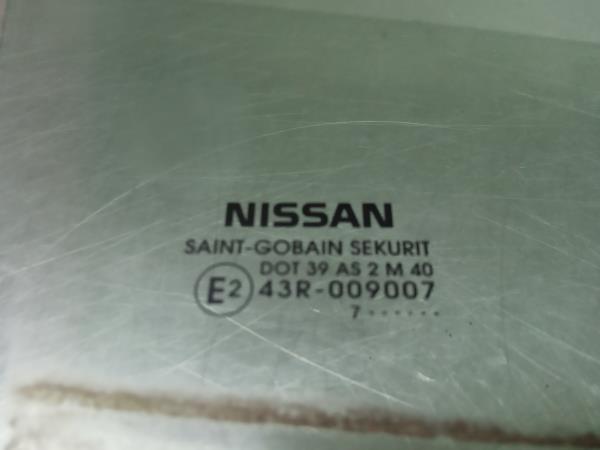 NISSAN
SAINT-GOBAIN SEKURIT
DOT 39 AS 2 M 40
E2 43R-009007
7······